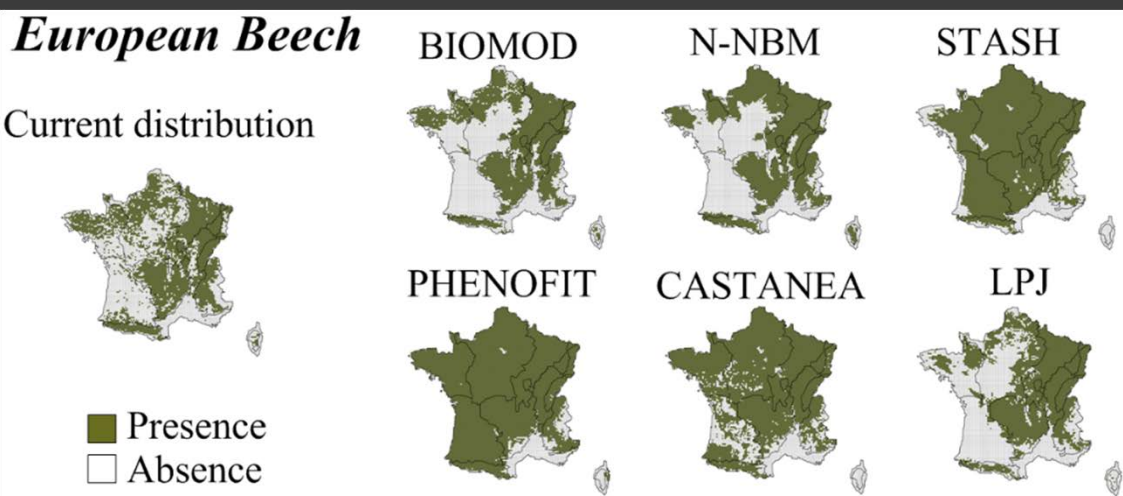 European Beech
Current distribution
Presence
Absence
BIOMOD
N-NBM
STASH
PHENOFIT
CASTANEA
LPJ